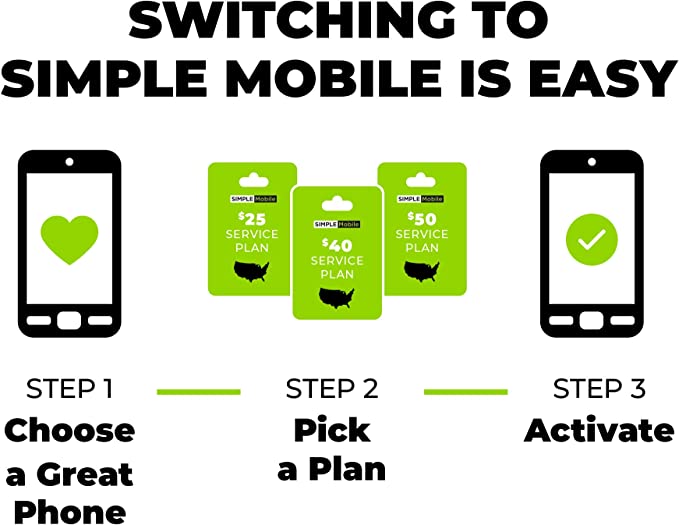 SWITCHING TO
SIMPLE MOBILE IS EASY
SIMPLE Mobile
$25
SERVICE
PLAN
SIMPLE Mobile
$40
SERVICE
PLAN
SIMPLE Mobile
$50
SERVICE
PLAN
STEP 1
Choose
a Great
Phone
STEP 2
Pick
a Plan
STEP 3
Activate